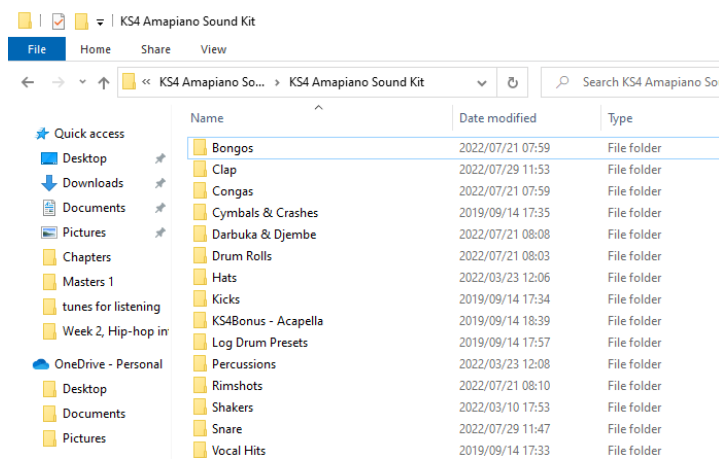 KS4 Amapiano Sound Kit
File Home Share View
« KS4 Amapiano So... › KS4 Amapiano Sound Kit Search KS4 Amapiano So
Name Date modified Type
Quick access
Desktop
Downloads
Documents
Pictures
Chapters
Masters 1
tunes for listening
Week 2, Hip-hop in
OneDrive - Personal
Desktop
Documents
Pictures
Bongos 2022/07/21 07:59 File folder
Clap 2022/07/29 11:53 File folder
Congas 2022/07/21 07:59 File folder
Cymbals & Crashes 2019/09/14 17:35 File folder
Darbuka & Djembe 2022/07/21 08:08 File folder
Drum Rolls 2022/07/21 08:03 File folder
Hats 2022/03/23 12:06 File folder
Kicks 2019/09/14 17:34 File folder
KS4Bonus - Acapella 2019/09/14 18:39 File folder
Log Drum Presets 2019/09/14 17:57 File folder
Percussions 2022/03/23 12:08 File folder
Rimshots 2022/07/21 08:10 File folder
Shakers 2022/03/10 17:53 File folder
Snare 2022/07/29 11:47 File folder
Vocal Hits 2019/09/14 17:33 File folder